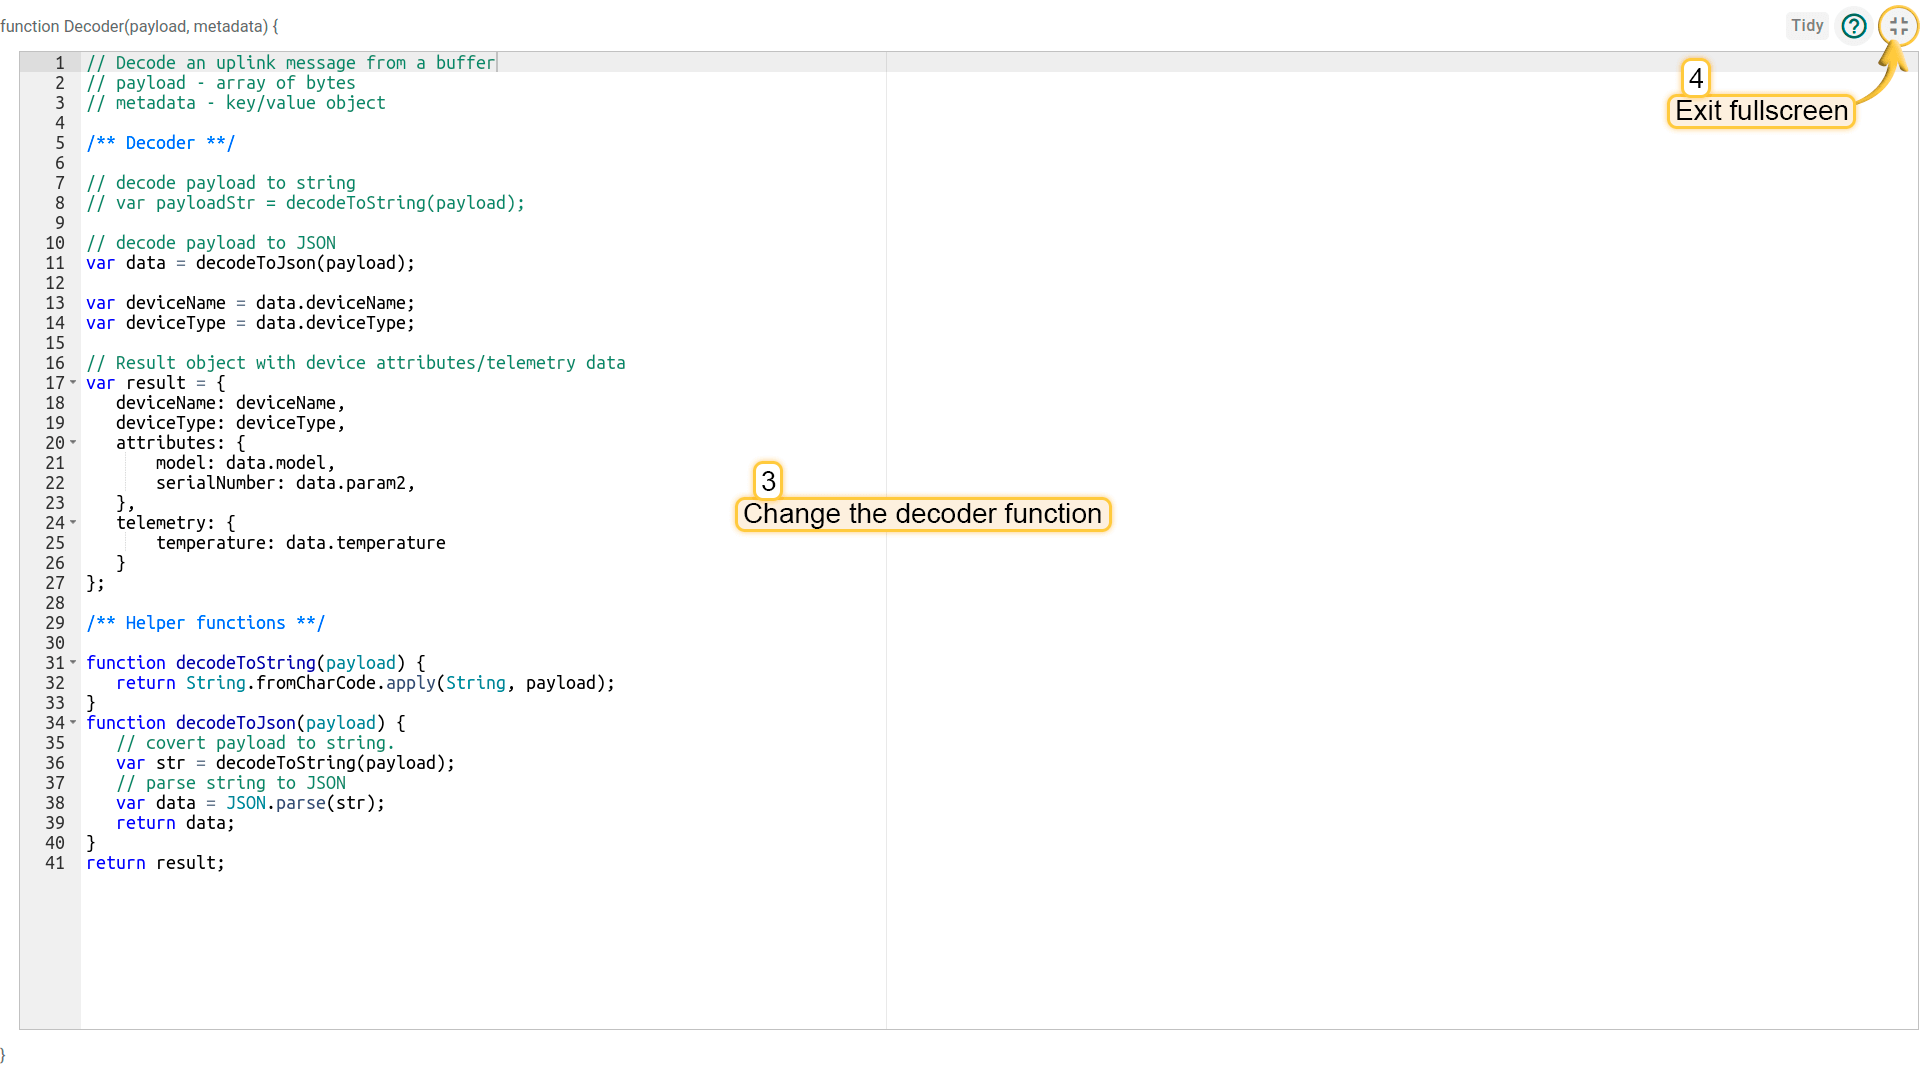 function Decoder(payload, metadata) {
Tidy
?
1 // Decode an uplink message from a buffer
2 // payload - array of bytes
3 // metadata - key/value object
4
5 /** Decoder **/
6
7 // decode payload to string
8 // var payloadStr = decodeToString(payload);
9
10 // decode payload to JSON
11 var data = decodeToJson(payload);
12
13 var deviceName = data.deviceName;
14 var deviceType = data.deviceType;
15
16 // Result object with device attributes/telemetry data
17 var result = {
18    deviceName: deviceName,
19    deviceType: deviceType,
20    attributes: {
21        model: data.model,
22        serialNumber: data.param2,
23    },
24    telemetry: {
25        temperature: data.temperature
26    }
27 };
28
29 /** Helper functions **/
30
31 function decodeToString(payload) {
32    return String.fromCharCode.apply(String, payload);
33 }
34 function decodeToJson(payload) {
35    // covert payload to string.
36    var str = decodeToString(payload);
37    // parse string to JSON
38    var data = JSON.parse(str);
39    return data;
40 }
41 return result;
}
3
Change the decoder function
4
Exit fullscreen